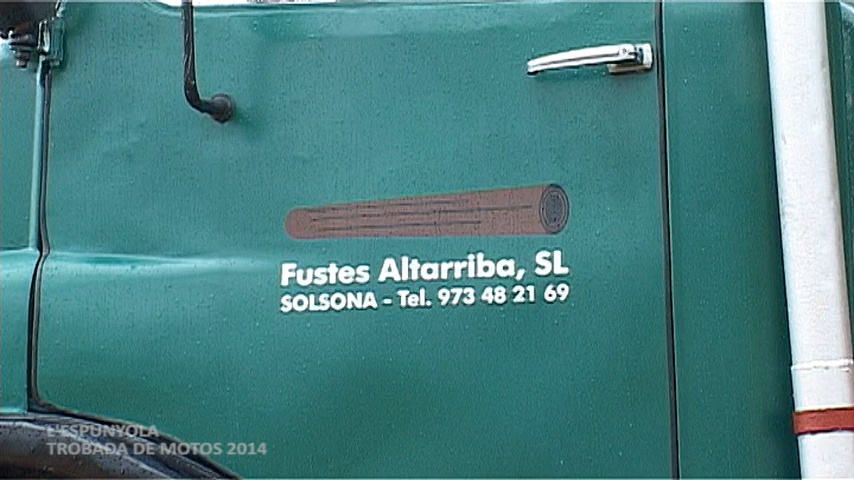 Fustes Altarriba, SL
SOLSONA - Tel. 973 48 21 69
L'ESPUNYOLA
TROBADA DE MOTOS 2014